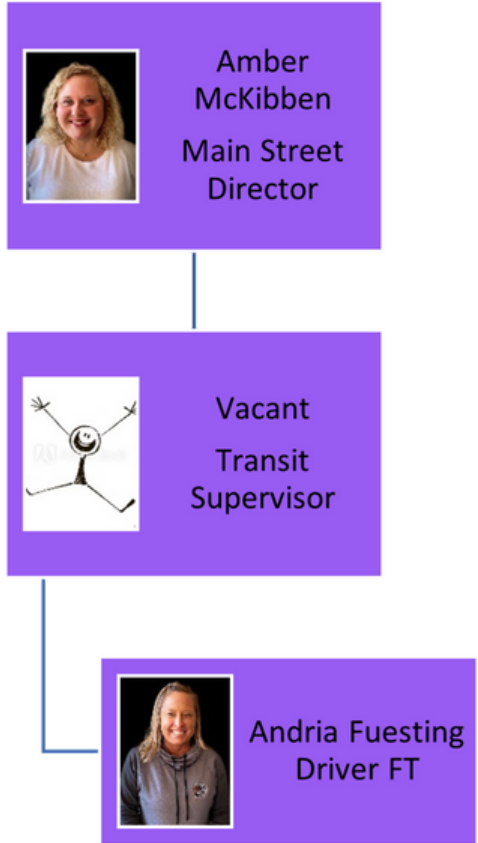 Amber
McKibben
Main Street
Director
Vacant
Transit
Supervisor
Andria Fuesting
Driver FT